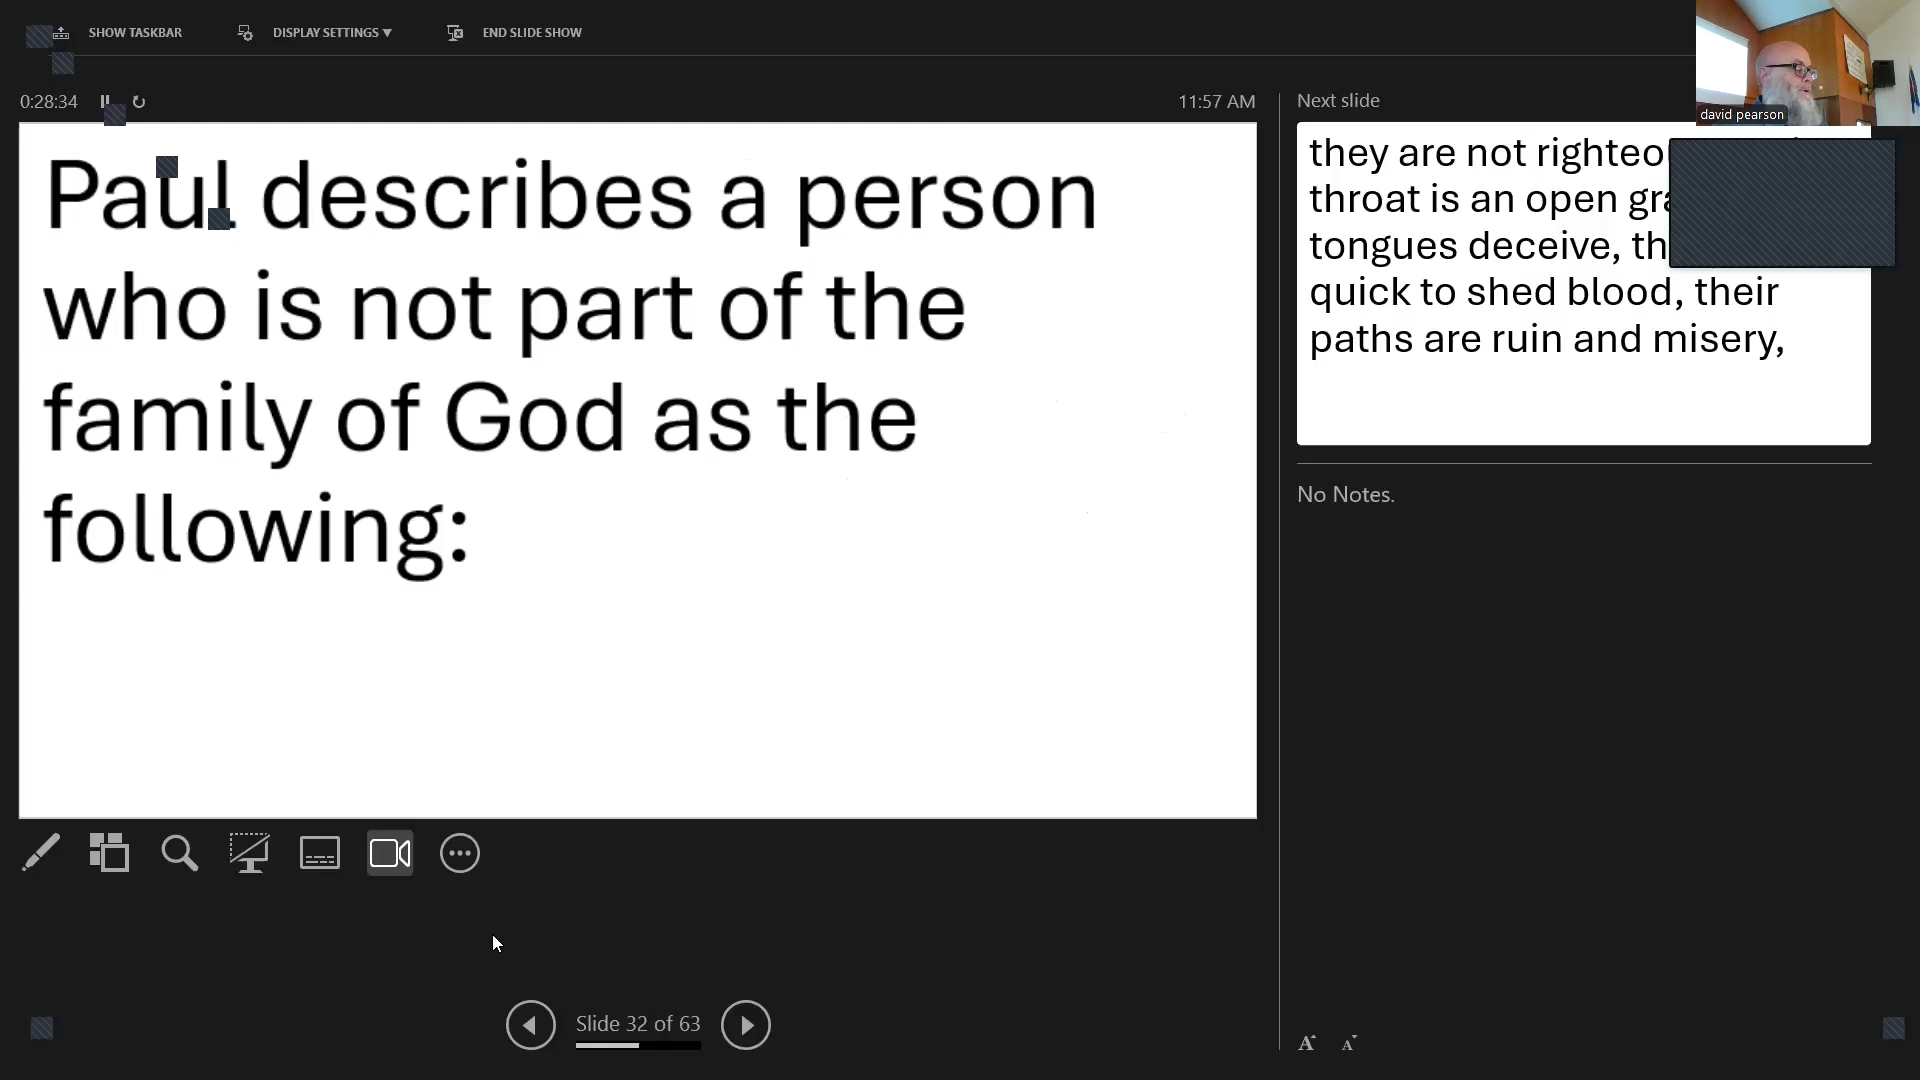 SHOW TASKBAR
DISPLAY SETTINGS ▼
END SLIDE SHOW
0:28:34
11:57 AM
Paul describes a person
who is not part of the
family of God as the
following:
Slide 32 of 63
Next slide
david pearson
they are not
throat is an open
tongues deceive,
quick to shed blood, their
paths are ruin and misery,
No Notes.
A A